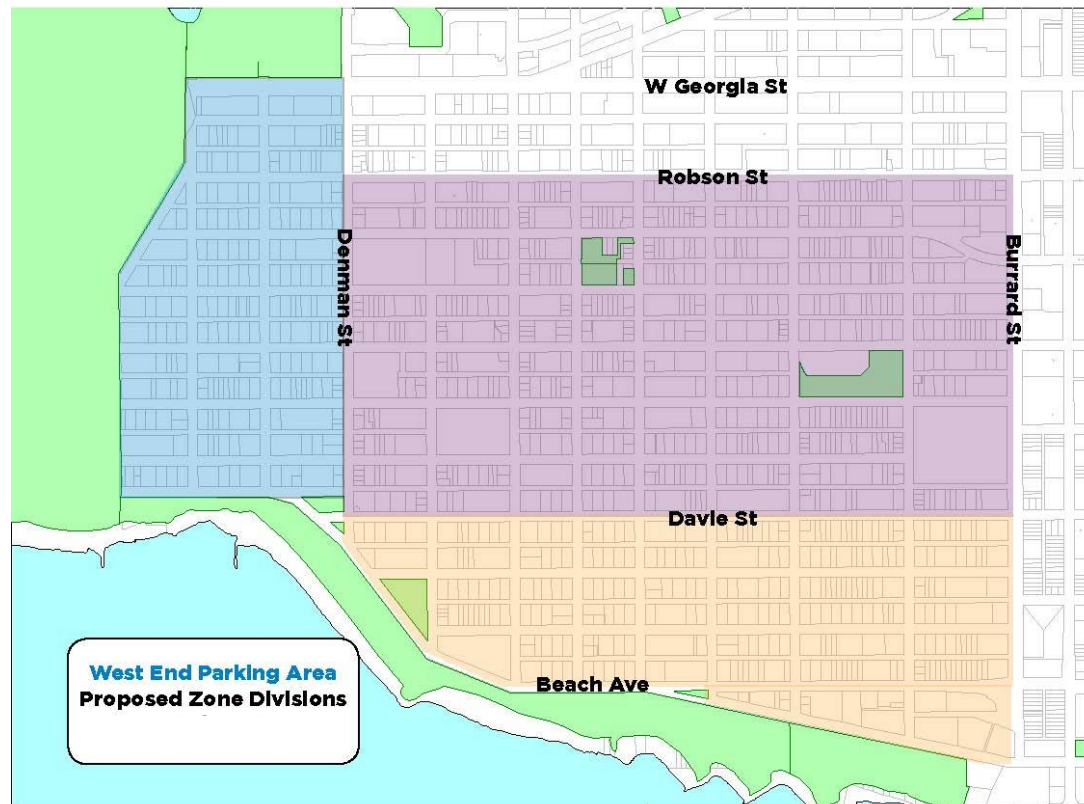 W Georgia St
Robson St
Denman St
Burrard St
Davie St
Beach Ave
West End Parking Area
Proposed Zone Divisions